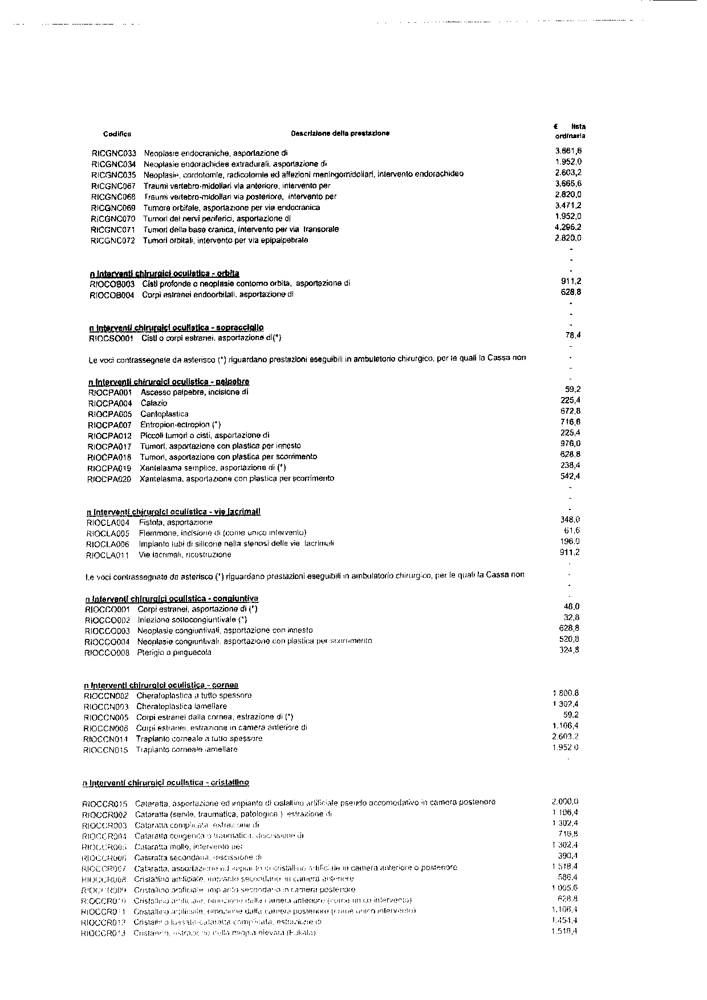 Codifica Descrizione della prestazione € lista ordinaria
RICGNC033 Neoplasie endocraniche, asportazione di 3.661,6
RICGNC034 Neoplasie endorachidee extradurali, asportazione di 1.952,0
RICGNC035 Neoplasie, cordotomie, radicotomie ed affezioni meningomidollari, intervento endorachideo 2.603,2
RICGNC067 Traumi vertebro-midollari via anteriore, intervento per 3.665,6
RICGNC068 Traumi vertebro-midollari via posteriore, intervento per 2.820,0
RICGNC069 Tumore orbitale, asportazione per via endocranica 3.471,2
RICGNC070 Tumori dei nervi periferici, asportazione di 1.952,0
RICGNC071 Tumori della base cranica, intervento per via transorale 4.296,2
RICGNC072 Tumori orbitali, intervento per via epipalpebrale 2.820,0
-
-
n Interventi chirurgici oculistica - orbita -
RIOCOB003 Cisti profonde o neoplasie contorno orbita, asportazione di 911,2
RIOCOB004 Corpi estranei endoorbitali, asportazione di 628,8
-
-
n Interventi chirurgici oculistica - sopracciglio -
RIOCSO001 Cisti o corpi estranei, asportazione di(*) 78,4
-
Le voci contrassegnate da asterisco (*) riguardano prestazioni eseguibili in ambulatorio chirurgico, per le quali la Cassa non -
-
n Interventi chirurgici oculistica - palpebre -
RIOCPA001 Ascesso palpebra, incisione di 59,2
RIOCPA004 Calazio 225,4
RIOCPA005 Cantoplastica 672,8
RIOCPA007 Entropion-ectropion (*) 716,8
RIOCPA012 Piccoli tumori o cisti, asportazione di 225,4
RIOCPA017 Tumori, asportazione con plastica per innesto 976,0
RIOCPA018 Tumori, asportazione con plastica per scorrimento 628,8
RIOCPA019 Xantelasma semplice, asportazione di (*) 238,4
RIOCPA020 Xantelasma, asportazione con plastica per scorrimento 542,4
-
-
n Interventi chirurgici oculistica - vie lacrimali -
RIOCLA004 Fistola, asportazione 348,0
RIOCLA005 Flemmone, incisione di (come unico intervento) 61,6
RIOCLA006 Impianto tubi di silicone nella stenosi delle vie lacrimali 196,0
RIOCLA011 Vie lacrimali, ricostruzione 911,2
-
Le voci contrassegnate da asterisco (*) riguardano prestazioni eseguibili in ambulatorio chirurgico, per le quali la Cassa non -
-
n Interventi chirurgici oculistica - congiuntiva -
RIOCCO001 Corpi estranei, asportazione di (*) 48,0
RIOCCO002 Iniezione sottocongiuntivale (*) 32,8
RIOCCO003 Neoplasie congiuntivali, asportazione con innesto 628,8
RIOCCO004 Neoplasie congiuntivali, asportazione con plastica per scorrimento 520,8
RIOCCO008 Pterigio o pinguecola 324,8
n Interventi chirurgici oculistica - cornea
RIOCCN002 Cheratoplastica a tutto spessore 1.800,8
RIOCCN003 Cheratoplastica lamellare 1.302,4
RIOCCN005 Corpi estranei dalla cornea, estrazione di (*) 59,2
RIOCCN006 Corpi estranei, estrazione in camera anteriore di 1.106,4
RIOCCN014 Trapianto corneale a tutto spessore 2.603,2
RIOCCN015 Trapianto corneale lamellare 1.952,0
-
n Interventi chirurgici oculistica - cristallino
RIOCCR015 Cataratta, asportazione ed impianto di cistallino artificiale pseudo accomodativo in camera posteriore 2.000,0
RIOCCR002 Cataratta (senile, traumatica, patologica ) estrazione di 1.106,4
RIOCCR003 Cataratta complicata, estrazione di 1.302,4
RIOCCR004 Cataratta congenita o traumatica, discissione di 716,8
RIOCCR005 Cataratta molle, intervento per 1.302,4
RIOCCR006 Cataratta secondaria, discissione di 390,4
RIOCCR007 Cataratta, asportazione ed impianto di cristallino artificiale in camera anteriore o posteriore 1.518,4
RIOCCR008 Cristallino artificiale, impianto secondario in camera anteriore 586,4
RIOCCR009 Cristallino artificiale, impianto secondario in camera posteriore 1.005,6
RIOCCR010 Cristallino artificiale, rimozione dalla camera anteriore (come unico intervento) 628,8
RIOCCR011 Cristallino artificiale, rimozione dalla camera posteriore (come unico intervento) 1.106,4
RIOCCR012 Cristallino lussato-cataratta complicata, estrazione di 1.454,4
RIOCCR013 Cristallino, estrazione nella miopia elevata (Fukala) 1.518,4